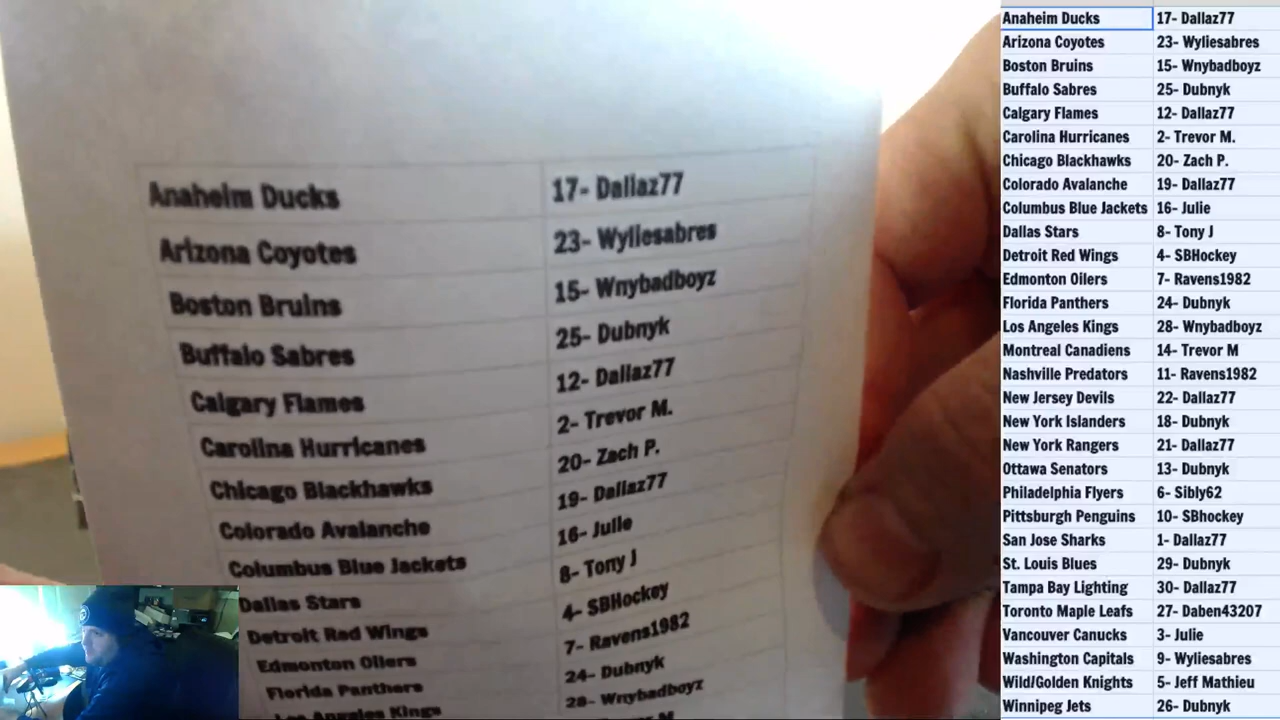 Anaheim Ducks 17- Dallaz77
Arizona Coyotes 23- Wyliesabres
Boston Bruins 15- Wnybadboyz
Buffalo Sabres 25- Dubnyk
Calgary Flames 12- Dallaz77
Carolina Hurricanes 2- Trevor M.
Chicago Blackhawks 20- Zach P.
Colorado Avalanche 19- Dallaz77
Columbus Blue Jackets 16- Julie
Dallas Stars 8- Tony J
Detroit Red Wings 4- SBHockey
Edmonton Oilers 7- Ravens1982
Florida Panthers 24- Dubnyk
Los Angeles Kings 28- Wnybadboyz
Anaheim Ducks 17- Dallaz77
Arizona Coyotes 23- Wyliesabres
Boston Bruins 15- Wnybadboyz
Buffalo Sabres 25- Dubnyk
Calgary Flames 12- Dallaz77
Carolina Hurricanes 2- Trevor M.
Chicago Blackhawks 20- Zach P.
Colorado Avalanche 19- Dallaz77
Columbus Blue Jackets 16- Julie
Dallas Stars 8- Tony J
Detroit Red Wings 4- SBHockey
Edmonton Oilers 7- Ravens1982
Florida Panthers 24- Dubnyk
Los Angeles Kings 28- Wnybadboyz
Montreal Canadiens 14- Trevor M
Nashville Predators 11- Ravens1982
New Jersey Devils 22- Dallaz77
New York Islanders 18- Dubnyk
New York Rangers 21- Dallaz77
Ottawa Senators 13- Dubnyk
Philadelphia Flyers 6- Sibly62
Pittsburgh Penguins 10- SBhockey
San Jose Sharks 1- Dallaz77
St. Louis Blues 29- Dubnyk
Tampa Bay Lighting 30- Dallaz77
Toronto Maple Leafs 27- Daben43207
Vancouver Canucks 3- Julie
Washington Capitals 9- Wyliesabres
Wild/Golden Knights 5- Jeff Mathieu
Winnipeg Jets 26- Dubnyk